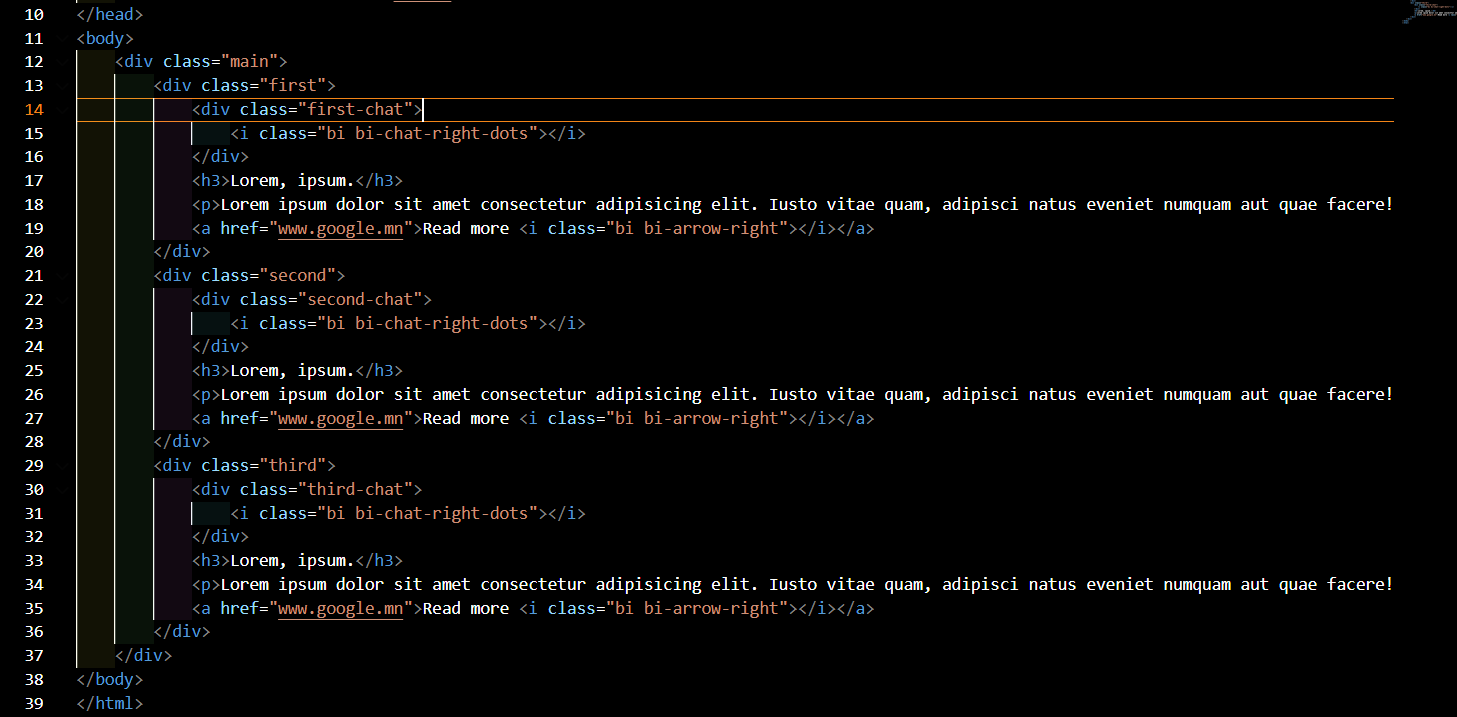 10 </head>
11 <body>
12 <div class="main">
13 <div class="first">
14 <div class="first-chat">
15 <i class="bi bi-chat-right-dots"></i>
16 </div>
17 <h3>Lorem, ipsum.</h3>
18 <p>Lorem ipsum dolor sit amet consectetur adipisicing elit. Iusto vitae quam, adipisci natus eveniet numquam aut quae facere!
19 <a href="www.google.mn">Read more <i class="bi bi-arrow-right"></i></a>
20 </div>
21 <div class="second">
22 <div class="second-chat">
23 <i class="bi bi-chat-right-dots"></i>
24 </div>
25 <h3>Lorem, ipsum.</h3>
26 <p>Lorem ipsum dolor sit amet consectetur adipisicing elit. Iusto vitae quam, adipisci natus eveniet numquam aut quae facere!
27 <a href="www.google.mn">Read more <i class="bi bi-arrow-right"></i></a>
28 </div>
29 <div class="third">
30 <div class="third-chat">
31 <i class="bi bi-chat-right-dots"></i>
32 </div>
33 <h3>Lorem, ipsum.</h3>
34 <p>Lorem ipsum dolor sit amet consectetur adipisicing elit. Iusto vitae quam, adipisci natus eveniet numquam aut quae facere!
35 <a href="www.google.mn">Read more <i class="bi bi-arrow-right"></i></a>
36 </div>
37 </div>
38 </body>
39 </html>